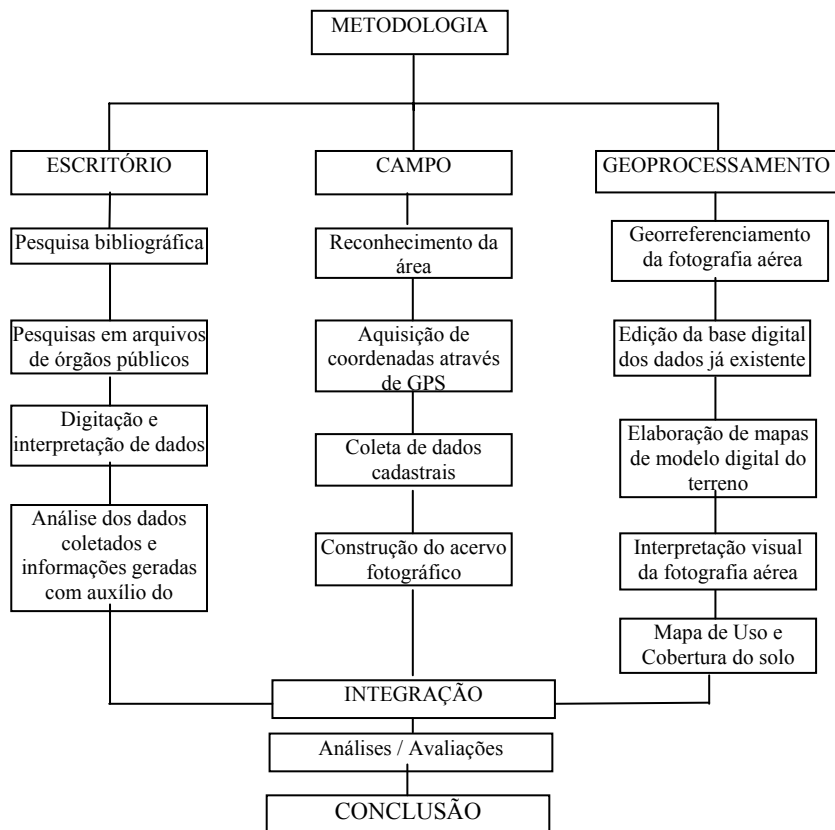 METODOLOGIA
ESCRITÓRIO
Pesquisa bibliográfica
Pesquisas em arquivos
de órgãos públicos
Digitação e
interpretação de dados
Análise dos dados
coletados e
informações geradas
com auxílio do
CAMPO
Reconhecimento da
área
Aquisição de
coordenadas através
de GPS
Coleta de dados
cadastrais
Construção do acervo
fotográfico
GEOPROCESSAMENTO
Georreferenciamento
da fotografia aérea
Edição da base digital
dos dados já existente
Elaboração de mapas
de modelo digital do
terreno
Interpretação visual
da fotografia aérea
Mapa de Uso e
Cobertura do solo
INTEGRAÇÃO
Análises / Avaliações
CONCLUSÃO